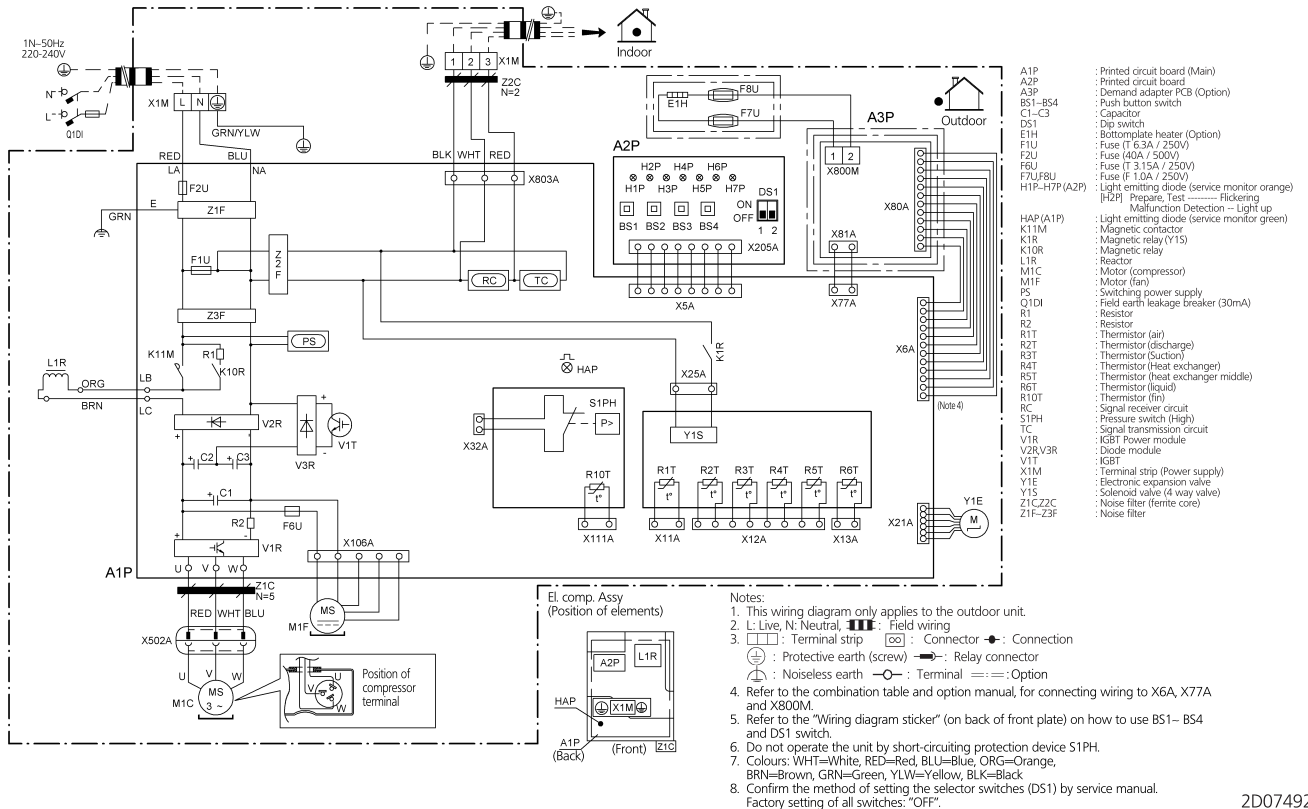 1N~50Hz
220-240V
N
L
Q1DI
X1M L N
GRN/YLW
RED
LA
BLU
NA
F2U
E
GRN
Z1F
F1U
Z2F
Z3F
PS
K11M
R1
K10R
L1R
ORG
LB
BRN
LC
+ - V2R
+ C2 + C3
V3R
+
-
V1T
+ C1
R2
F6U
+ - V1R
A1P
U V W
Z1C
N=5
RED WHT BLU
X502A
U V W
M1C
MS
3 ~
X106A
M1F
MS
U
V
W
Position of
compressor
terminal
Indoor
1 2 3 X1M
Z2C
N=2
BLK WHT RED
X803A
RC
TC
HAP
X32A
S1PH
P>
R10T
t°
X111A
K1R
X25A
Y1S
R1T R2T R3T R4T R5T R6T
t° t° t° t° t° t°
X11A X12A X13A
A2P
H2P H4P H6P
H1P H3P H5P H7P
DS1
ON
OFF
1 2
BS1 BS2 BS3 BS4
X205A
X5A
E1H
F8U
F7U
A3P
1 2
X800M
X80A
X81A
X77A
Outdoor
X6A
(Note 4)
X21A
Y1E
M
A1P : Printed circuit board (Main)
A2P : Printed circuit board
A3P : Demand adapter PCB (Option)
BS1~BS4 : Push button switch
C1~C3 : Capacitor
DS1 : Dip switch
E1H : Bottomplate heater (Option)
F1U : Fuse (T 6.3A / 250V)
F2U : Fuse (40A / 500V)
F6U : Fuse (T 3.15A / 250V)
F7U,F8U : Fuse (F 1.0A / 250V)
H1P~H7P (A2P) : Light emitting diode (service monitor orange)
[H2P] Prepare, Test --------- Flickering
Malfunction Detection -- Light up
HAP (A1P) : Light emitting diode (service monitor green)
K11M : Magnetic contactor
K1R : Magnetic relay (Y1S)
K10R : Magnetic relay
L1R : Reactor
M1C : Motor (compressor)
M1F : Motor (fan)
PS : Switching power supply
Q1DI : Field earth leakage breaker (30mA)
R1 : Resistor
R2 : Resistor
R1T : Thermistor (air)
R2T : Thermistor (discharge)
R3T : Thermistor (Suction)
R4T : Thermistor (Heat exchanger)
R5T : Thermistor (heat exchanger middle)
R6T : Thermistor (liquid)
R10T : Thermistor (fin)
RC : Signal receiver circuit
S1PH : Pressure switch (High)
TC : Signal transmission circuit
V1R : IGBT Power module
V2R,V3R : Diode module
V1T : IGBT
X1M : Terminal strip (Power supply)
Y1E : Electronic expansion valve
Y1S : Solenoid valve (4 way valve)
Z1C,Z2C : Noise filter (ferrite core)
Z1F~Z3F : Noise filter
El. comp. Assy
(Position of elements)
A2P
L1R
HAP
X1M
A1P
(Back)
(Front)
Z1C
Notes:
1. This wiring diagram only applies to the outdoor unit.
2. L: Live, N: Neutral, : Field wiring
3. : Terminal strip : Connector : Connection
: Protective earth (screw) : Relay connector
: Noiseless earth : Terminal : Option
4. Refer to the combination table and option manual, for connecting wiring to X6A, X77A
and X800M.
5. Refer to the "Wiring diagram sticker" (on back of front plate) on how to use BS1~ BS4
and DS1 switch.
6. Do not operate the unit by short-circuiting protection device S1PH.
7. Colours: WHT=White, RED=Red, BLU=Blue, ORG=Orange,
BRN=Brown, GRN=Green, YLW=Yellow, BLK=Black
8. Confirm the method of setting the selector switches (DS1) by service manual.
Factory setting of all switches: "OFF".